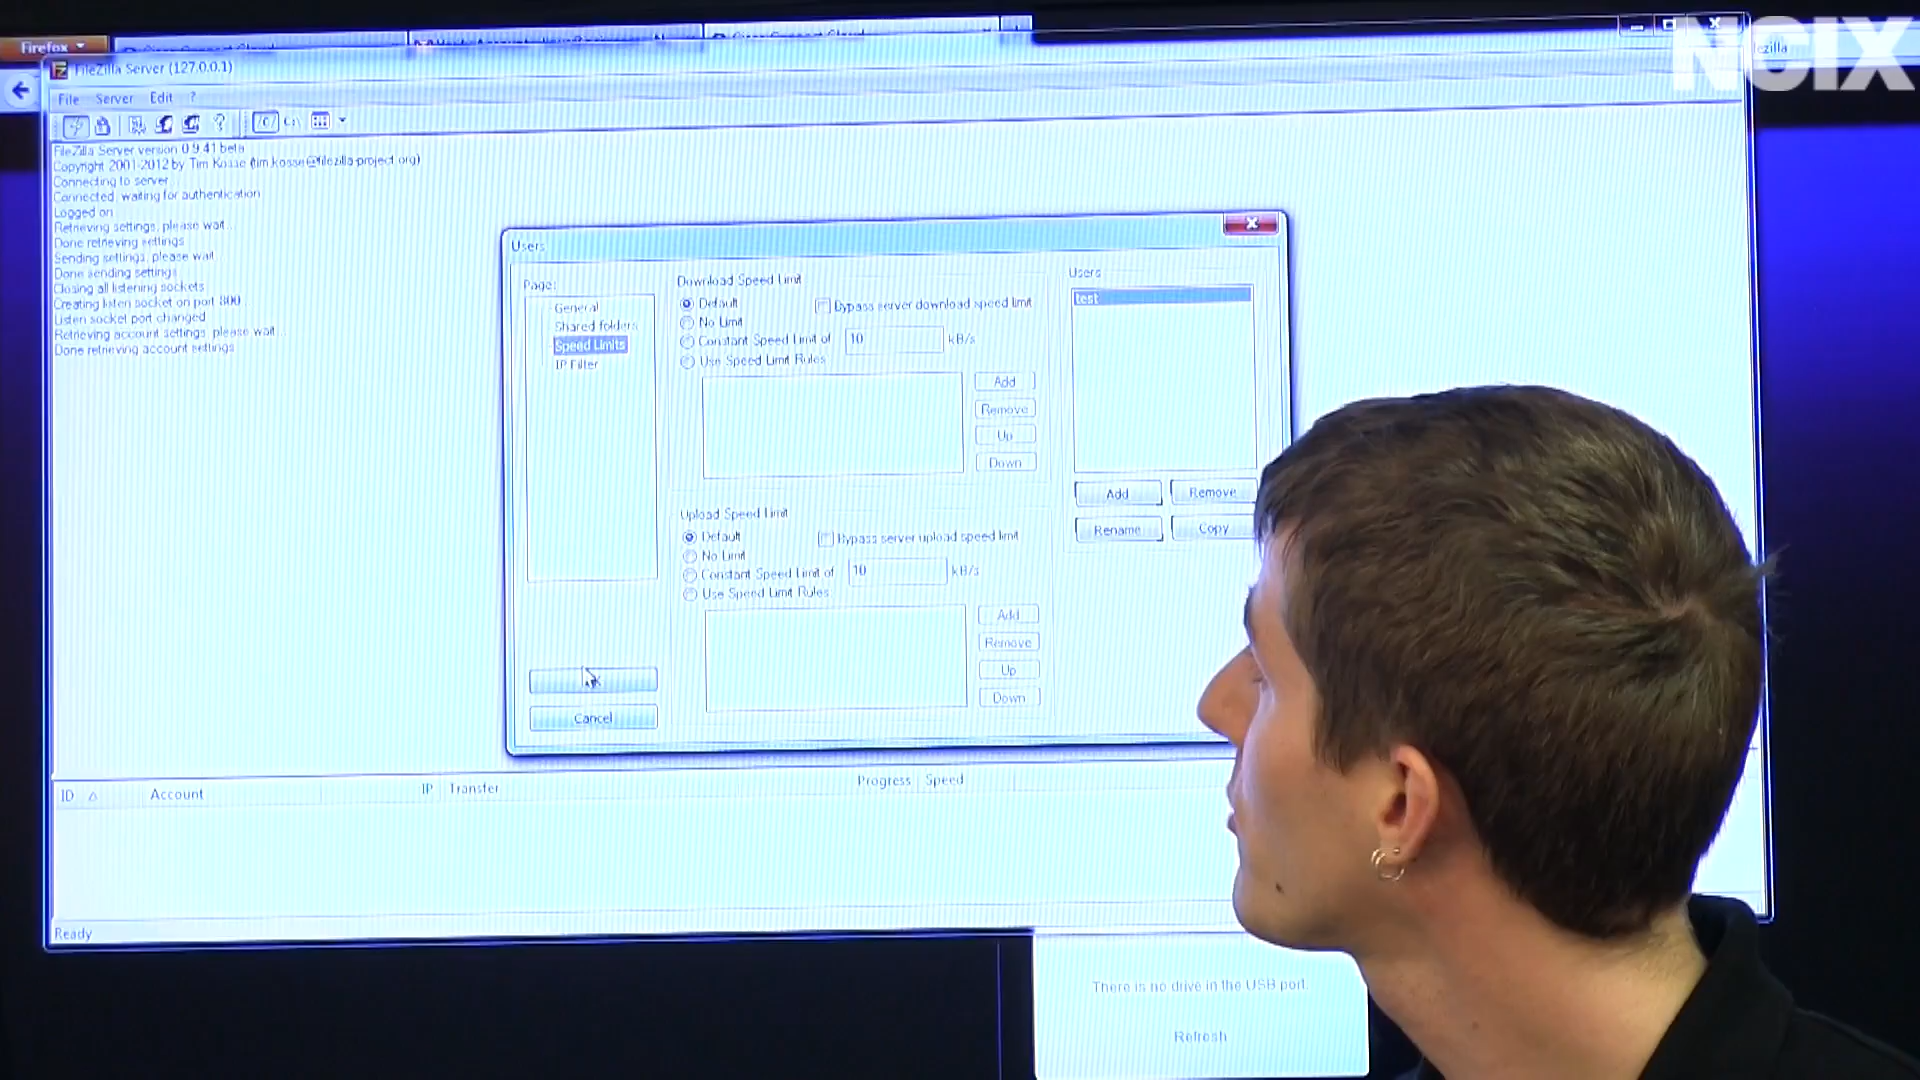 NCIX
Firefox
FileZilla Server (127.0.0.1)
File Server Edit ?
FileZilla Server version 0.9.41 beta
Copyright 2001-2012 by Tim Kosse (tim.kosse@filezilla-project.org)
Connecting to server...
Connected, waiting for authentication
Logged on
Retrieving settings, please wait...
Done retrieving settings
Sending settings, please wait...
Done sending settings.
Closing all listening sockets
Creating listen socket on port 800...
Listen socket port changed
Retrieving account settings, please wait...
Done retrieving account settings
Users
Page:
General
Shared folders
Speed Limits
IP Filter
Cancel
Download Speed Limit
Default
Bypass server download speed limit
No Limit
Constant Speed Limit of 10 kB/s
Use Speed Limit Rules
Add
Remove
Up
Down
Upload Speed Limit
Default
Bypass server upload speed limit
No Limit
Constant Speed Limit of 10 kB/s
Use Speed Limit Rules
Add
Remove
Up
Down
Users
test
Add Remove
Rename Copy
ID Account IP Transfer Progress Speed
Ready
There is no drive in the USB port.
Refresh